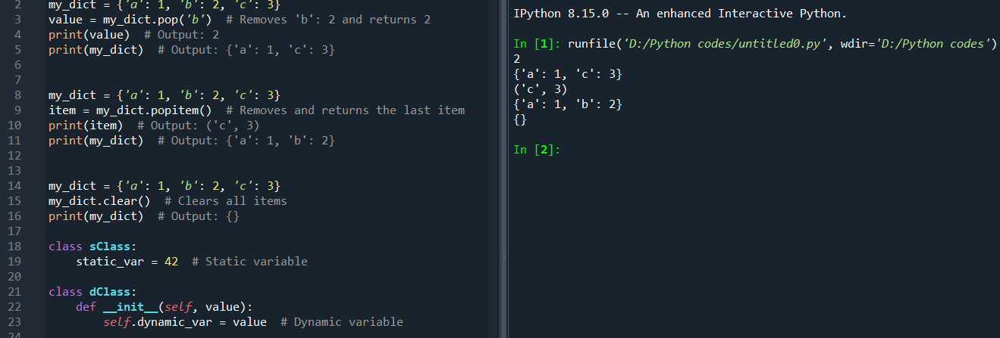 2 my_dict = {'a': 1, 'b': 2, 'c': 3}
3 value = my_dict.pop('b')  # Removes 'b': 2 and returns 2
4 print(value)  # Output: 2
5 print(my_dict)  # Output: {'a': 1, 'c': 3}
6
7
8 my_dict = {'a': 1, 'b': 2, 'c': 3}
9 item = my_dict.popitem()  # Removes and returns the last item
10 print(item)  # Output: ('c', 3)
11 print(my_dict)  # Output: {'a': 1, 'b': 2}
12
13
14 my_dict = {'a': 1, 'b': 2, 'c': 3}
15 my_dict.clear()  # Clears all items
16 print(my_dict)  # Output: {}
17
18 class sClass:
19     static_var = 42  # Static variable
20
21 class dClass:
22     def __init__(self, value):
23         self.dynamic_var = value  # Dynamic variable
24
IPython 8.15.0 -- An enhanced Interactive Python.
In [1]: runfile('D:/Python codes/untitled0.py', wdir='D:/Python codes')
2
{'a': 1, 'c': 3}
('c', 3)
{'a': 1, 'b': 2}
{}
In [2]: